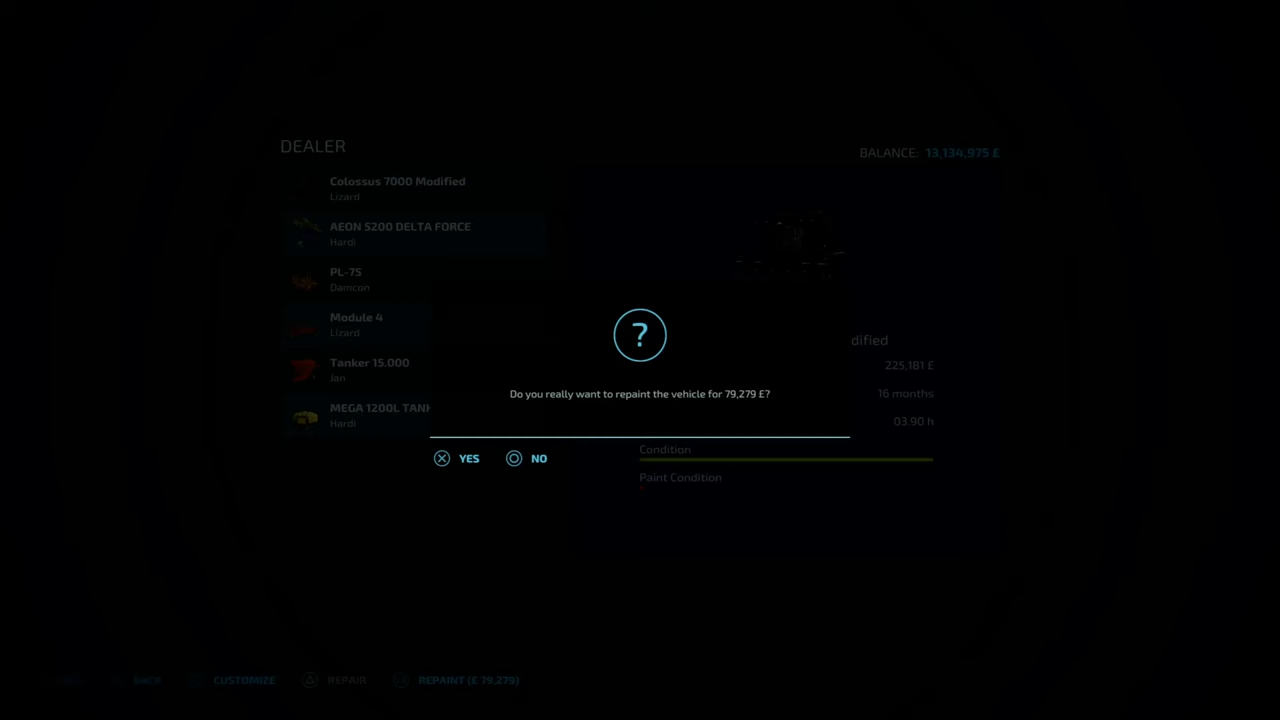 DEALER
BALANCE: 13,134,975 £
Colossus 7000 Modified
Lizard
AEON 5200 DELTA FORCE
Hardi
PL-75
Damcon
Module 4
Lizard
Tanker 15.000
Jan
MEGA 1200L TANK
Hardi
?
dified
225,181 £
16 months
03.90 h
Do you really want to repaint the vehicle for 79,279 £?
YES
NO
Condition
Paint Condition
BACK
CUSTOMIZE
REPAIR
REPAINT (£ 79,279)